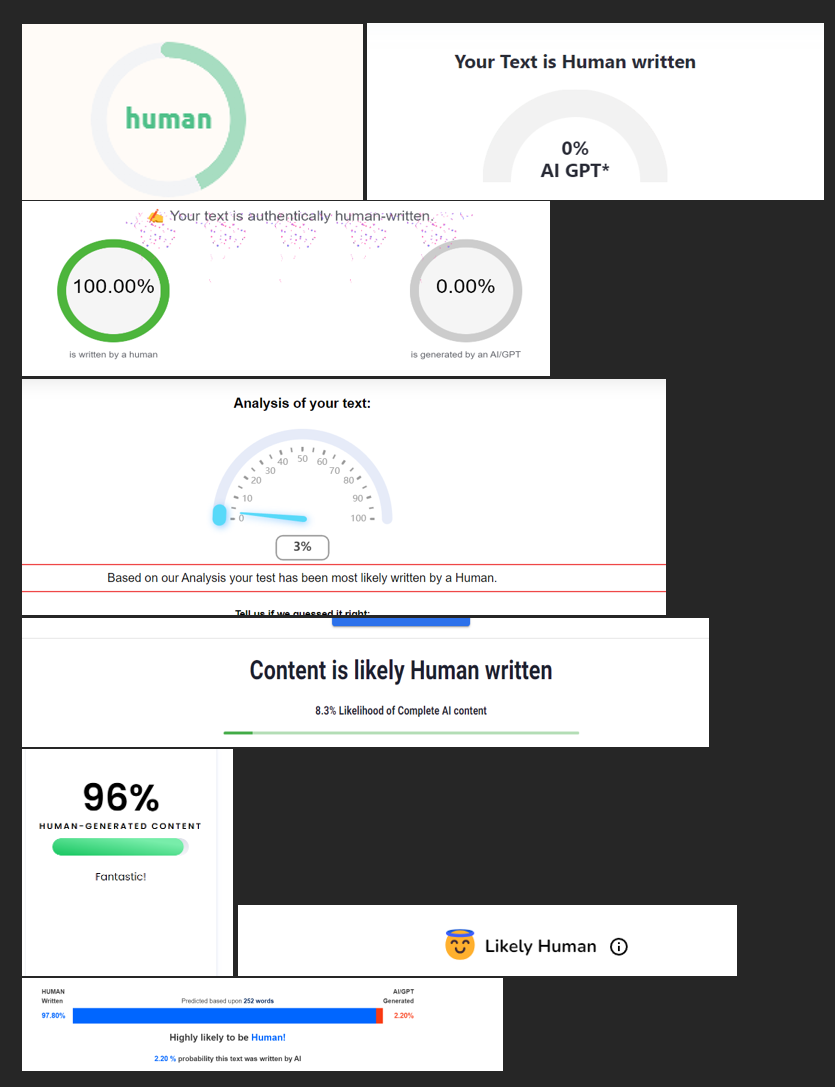 human
Your Text is Human written
0%
AI GPT*
✍️ Your text is authentically human-written.
100.00%
0.00%
is written by a human
is generated by an AI/GPT
Analysis of your text:
0
10
20
30
40
50
60
70
80
90
100
3%
Based on our Analysis your test has been most likely written by a Human.
Tell us if we guessed it right:
Content is likely Human written
8.3% Likelihood of Complete AI content
96%
HUMAN-GENERATED CONTENT
Fantastic!
Likely Human
HUMAN
Written
Predicted based upon 252 words
AI/GPT
Generated
97.80%
2.20%
Highly likely to be Human!
2.20 % probability this text was written by AI